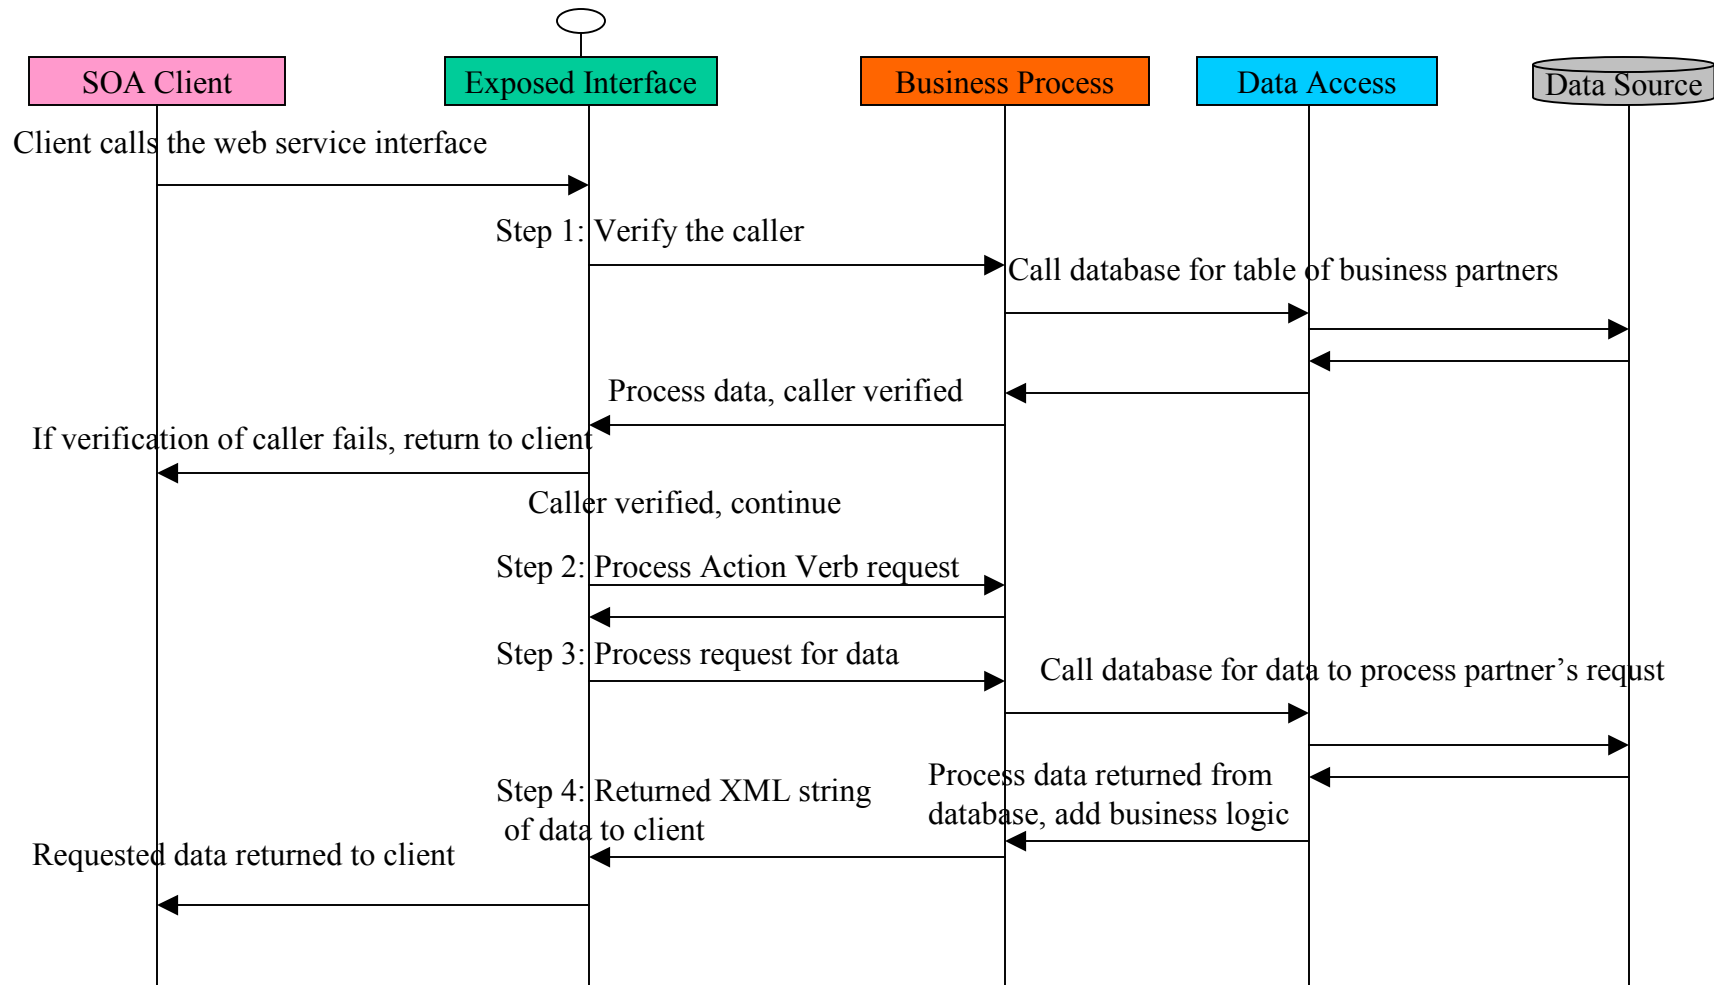 SOA Client
Exposed Interface
Business Process
Data Access
Data Source
Client calls the web service interface
Step 1: Verify the caller
Call database for table of business partners
Process data, caller verified
If verification of caller fails, return to client
Caller verified, continue
Step 2: Process Action Verb request
Step 3: Process request for data
Call database for data to process partner’s requst
Process data returned from
database, add business logic
Step 4: Returned XML string
of data to client
Requested data returned to client